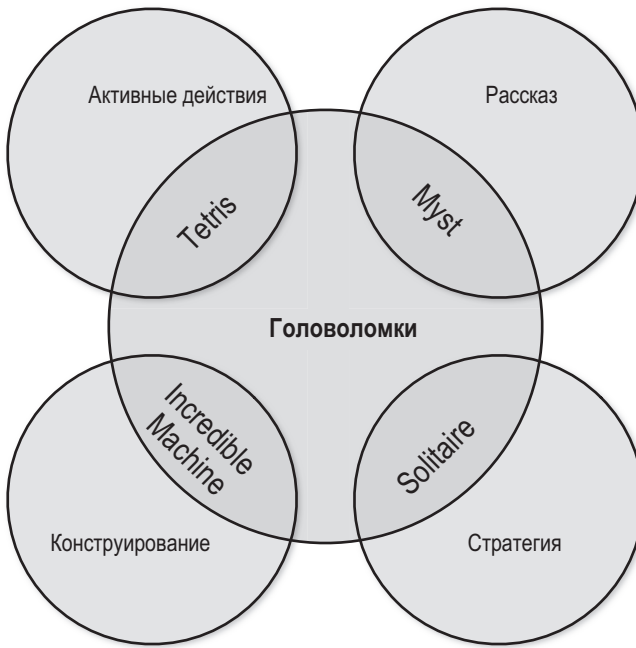 Активные действия
Рассказ
Tetris
Myst
Головоломки
Incredible
Machine
Solitaire
Конструирование
Стратегия